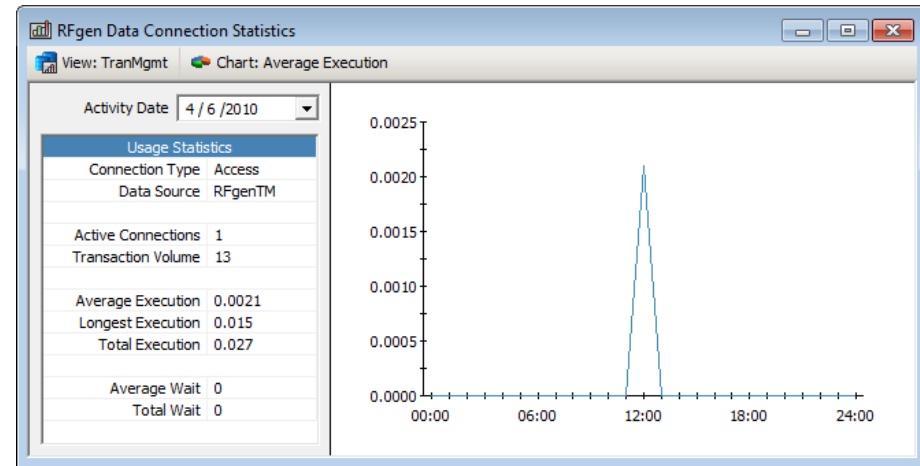 RFgen Data Connection Statistics
View: TranMgmt Chart: Average Execution
Activity Date 4 / 6 /2010
Usage Statistics
Connection Type Access
Data Source RFgenTM
Active Connections 1
Transaction Volume 13
Average Execution 0.0021
Longest Execution 0.015
Total Execution 0.027
Average Wait 0
Total Wait 0
0.0025
0.0020
0.0015
0.0010
0.0005
0.0000
00:00 06:00 12:00 18:00 24:00